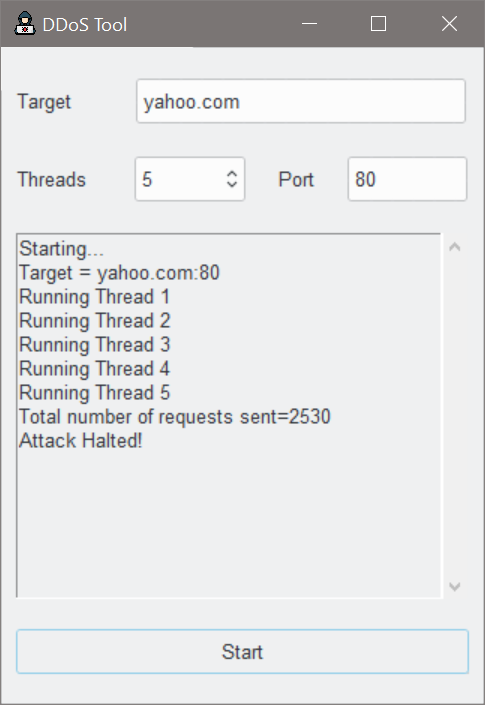 DDoS Tool
Target yahoo.com
Threads 5 Port 80
Starting...
Target = yahoo.com:80
Running Thread 1
Running Thread 2
Running Thread 3
Running Thread 4
Running Thread 5
Total number of requests sent=2530
Attack Halted!
Start